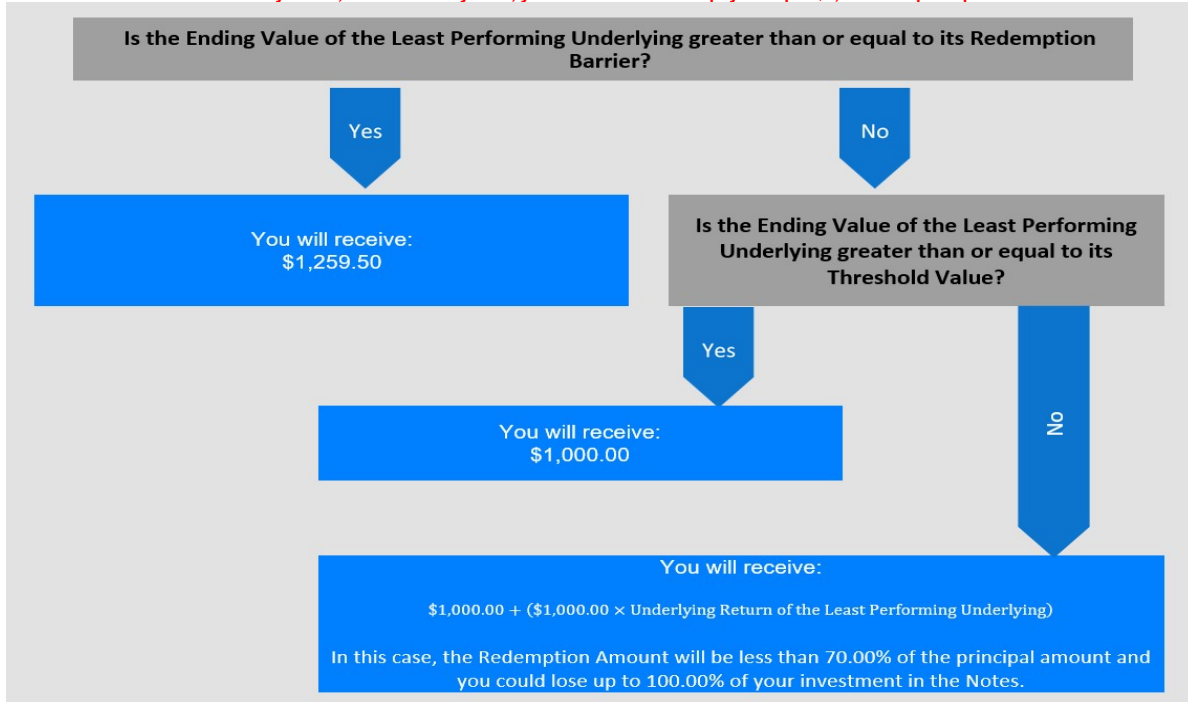 Is the Ending Value of the Least Performing Underlying greater than or equal to its Redemption
Barrier?
Yes
No
You will receive:
$1,259.50
Is the Ending Value of the Least Performing
Underlying greater than or equal to its
Threshold Value?
Yes
No
You will receive:
$1,000.00
You will receive:
$1,000.00 + ($1,000.00 × Underlying Return of the Least Performing Underlying)
In this case, the Redemption Amount will be less than 70.00% of the principal amount and
you could lose up to 100.00% of your investment in the Notes.